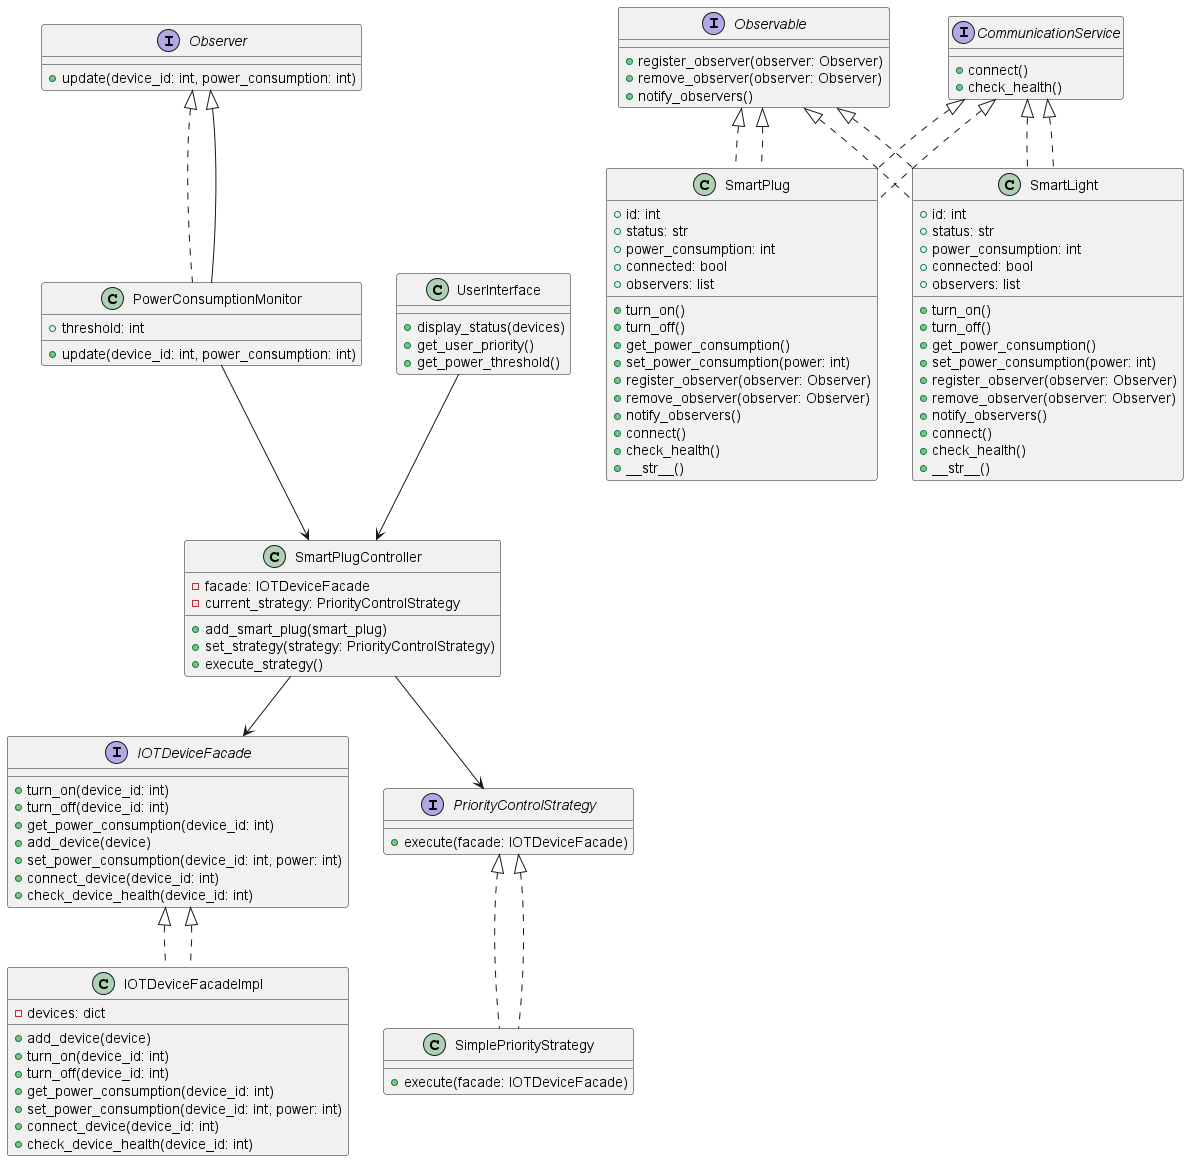 Observer
update(device_id: int, power_consumption: int)
Observable
register_observer(observer: Observer)
remove_observer(observer: Observer)
notify_observers()
CommunicationService
connect()
check_health()
SmartPlug
id: int
status: str
power_consumption: int
connected: bool
observers: list
turn_on()
turn_off()
get_power_consumption()
set_power_consumption(power: int)
register_observer(observer: Observer)
remove_observer(observer: Observer)
notify_observers()
connect()
check_health()
__str__()
SmartLight
id: int
status: str
power_consumption: int
connected: bool
observers: list
turn_on()
turn_off()
get_power_consumption()
set_power_consumption(power: int)
register_observer(observer: Observer)
remove_observer(observer: Observer)
notify_observers()
connect()
check_health()
__str__()
PowerConsumptionMonitor
threshold: int
update(device_id: int, power_consumption: int)
UserInterface
display_status(devices)
get_user_priority()
get_power_threshold()
SmartPlugController
facade: IOTDeviceFacade
current_strategy: PriorityControlStrategy
add_smart_plug(smart_plug)
set_strategy(strategy: PriorityControlStrategy)
execute_strategy()
IOTDeviceFacade
turn_on(device_id: int)
turn_off(device_id: int)
get_power_consumption(device_id: int)
add_device(device)
set_power_consumption(device_id: int, power: int)
connect_device(device_id: int)
check_device_health(device_id: int)
PriorityControlStrategy
execute(facade: IOTDeviceFacade)
IOTDeviceFacadeImpl
devices: dict
add_device(device)
turn_on(device_id: int)
turn_off(device_id: int)
get_power_consumption(device_id: int)
set_power_consumption(device_id: int, power: int)
connect_device(device_id: int)
check_device_health(device_id: int)
SimplePriorityStrategy
execute(facade: IOTDeviceFacade)